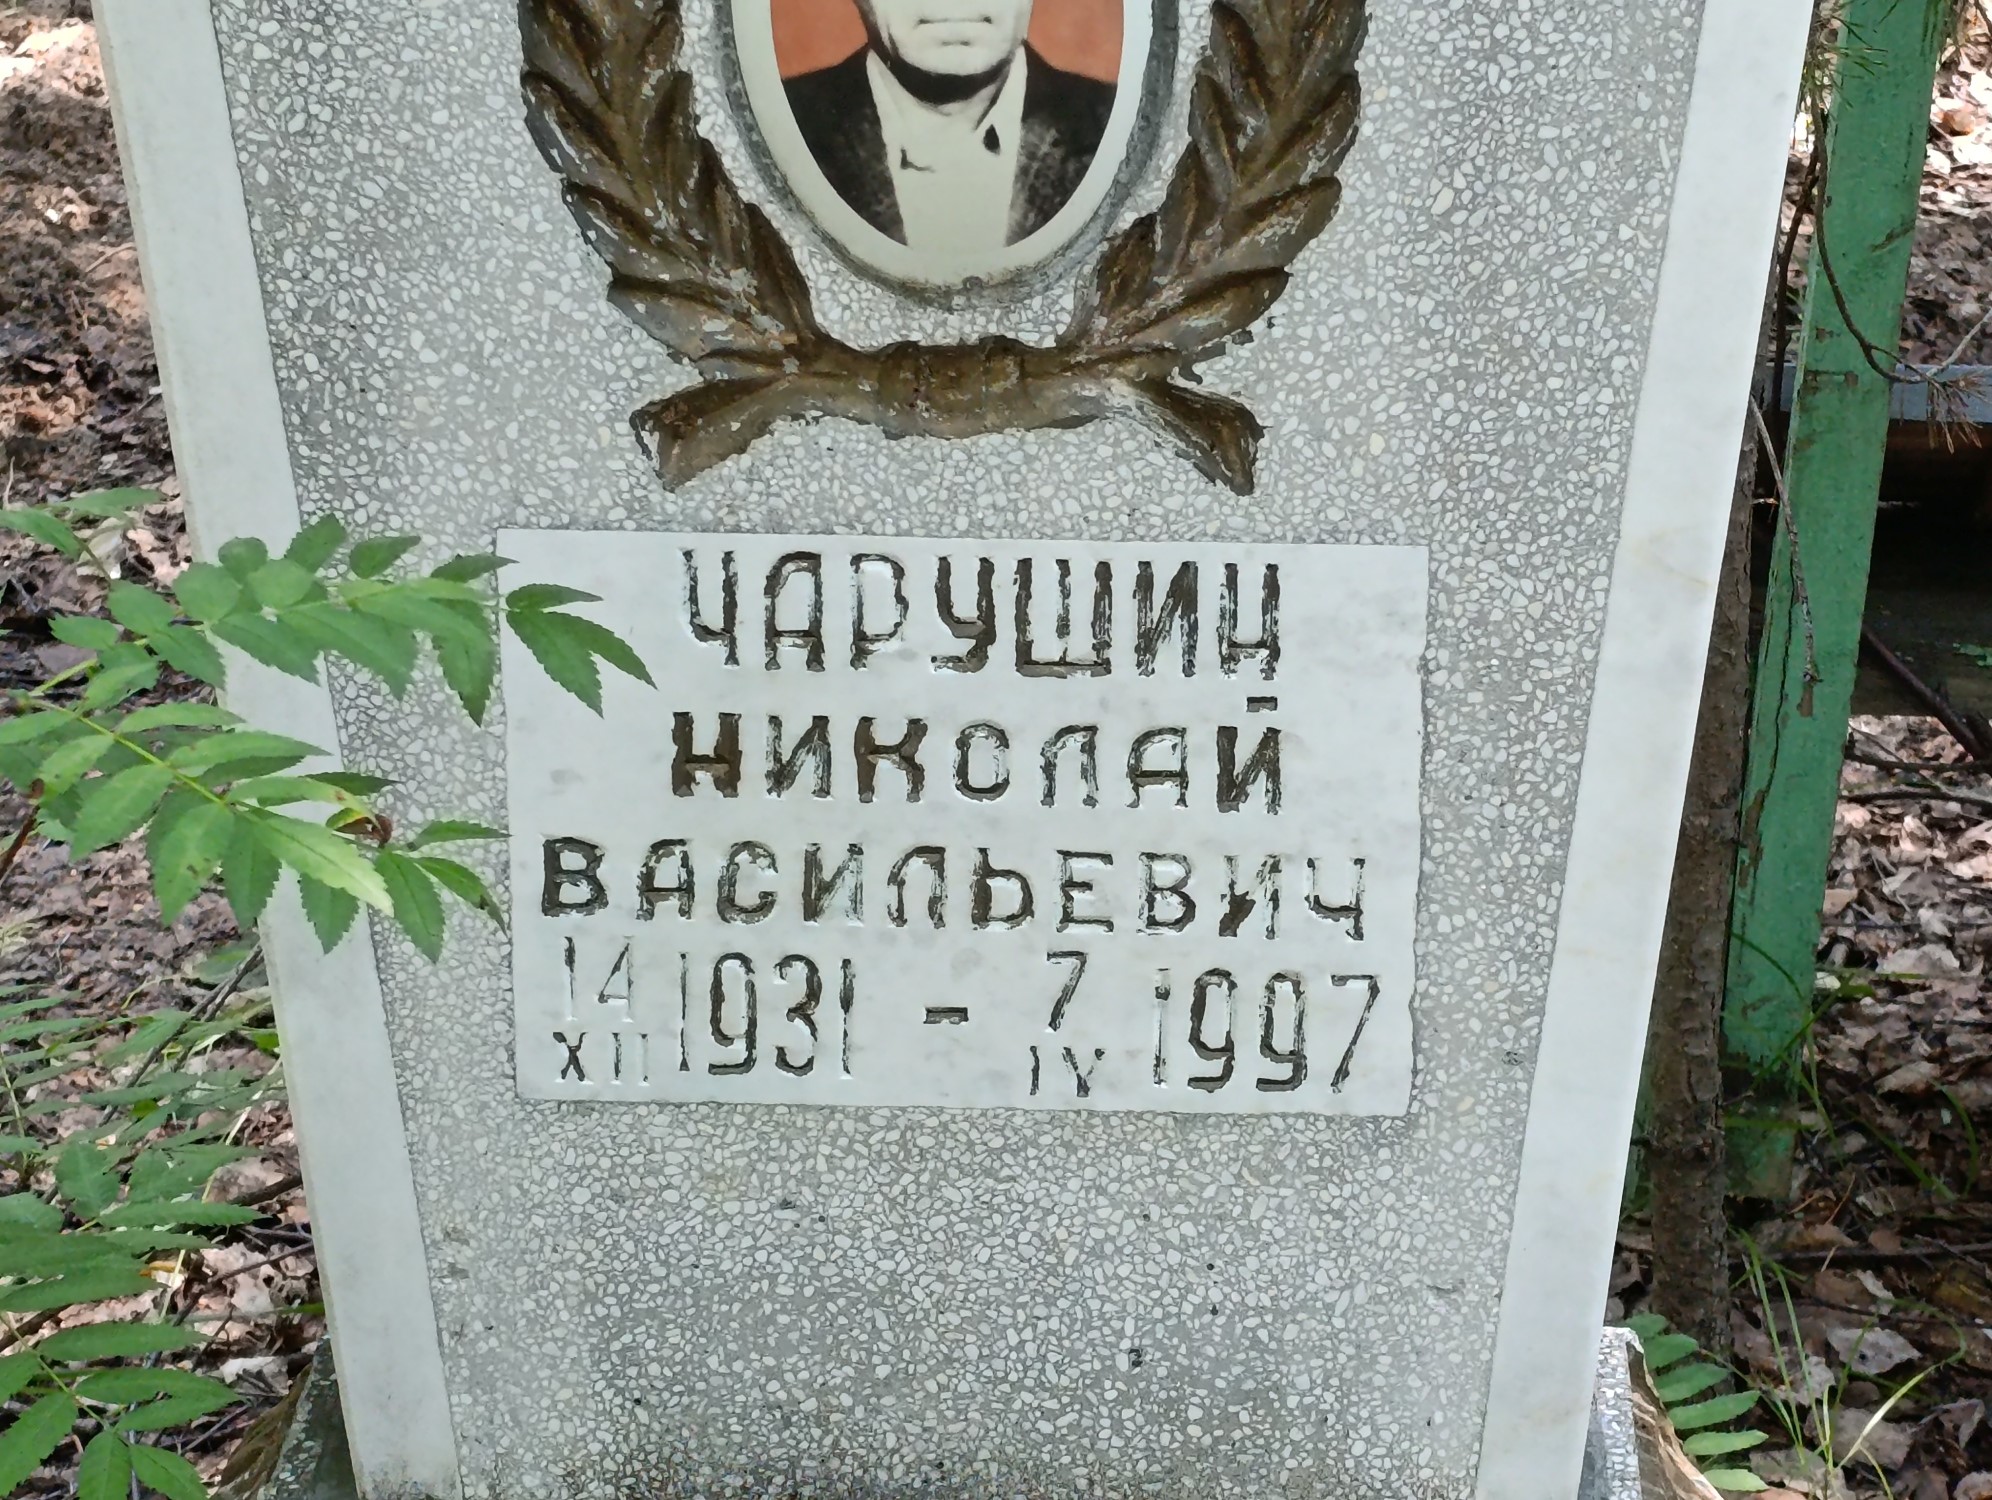 ЧАРУШИН
НИКОЛАЙ
ВАСИЛЬЕВИЧ
14 XII 1931 - 7 IV 1997